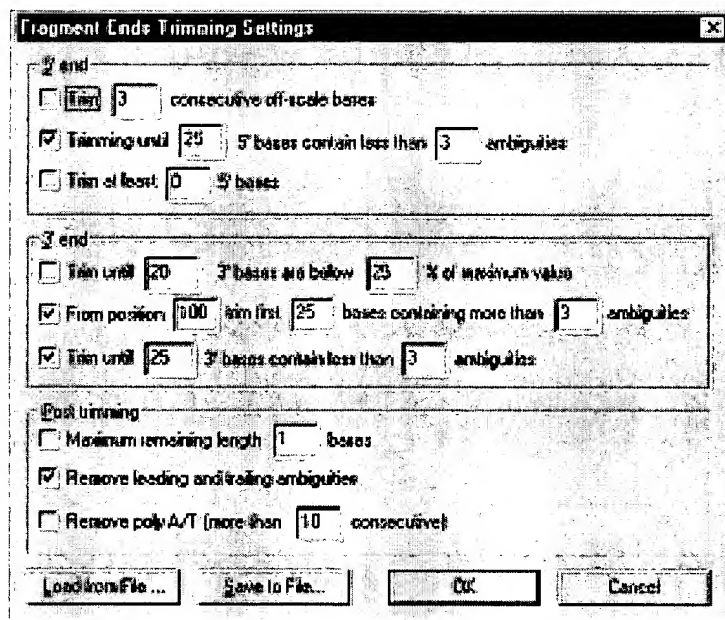 Fragment Ends Trimming Settings
5' end
Trim 3 consecutive off-scale bases
Trimming until 25 5' bases contain less than 3 ambiguities
Trim at least 0 5' bases
3' end
Trim until 20 3' bases are below 25 % of maximum value
From position 100 trim first 25 bases containing more than 3 ambiguities
Trim until 25 3' bases contain less than 3 ambiguities
Post trimming
Maximum remaining length 1 bases
Remove leading and trailing ambiguities
Remove poly A/T (more than 10 consecutive)
Load from File ... Save to File... OK Cancel